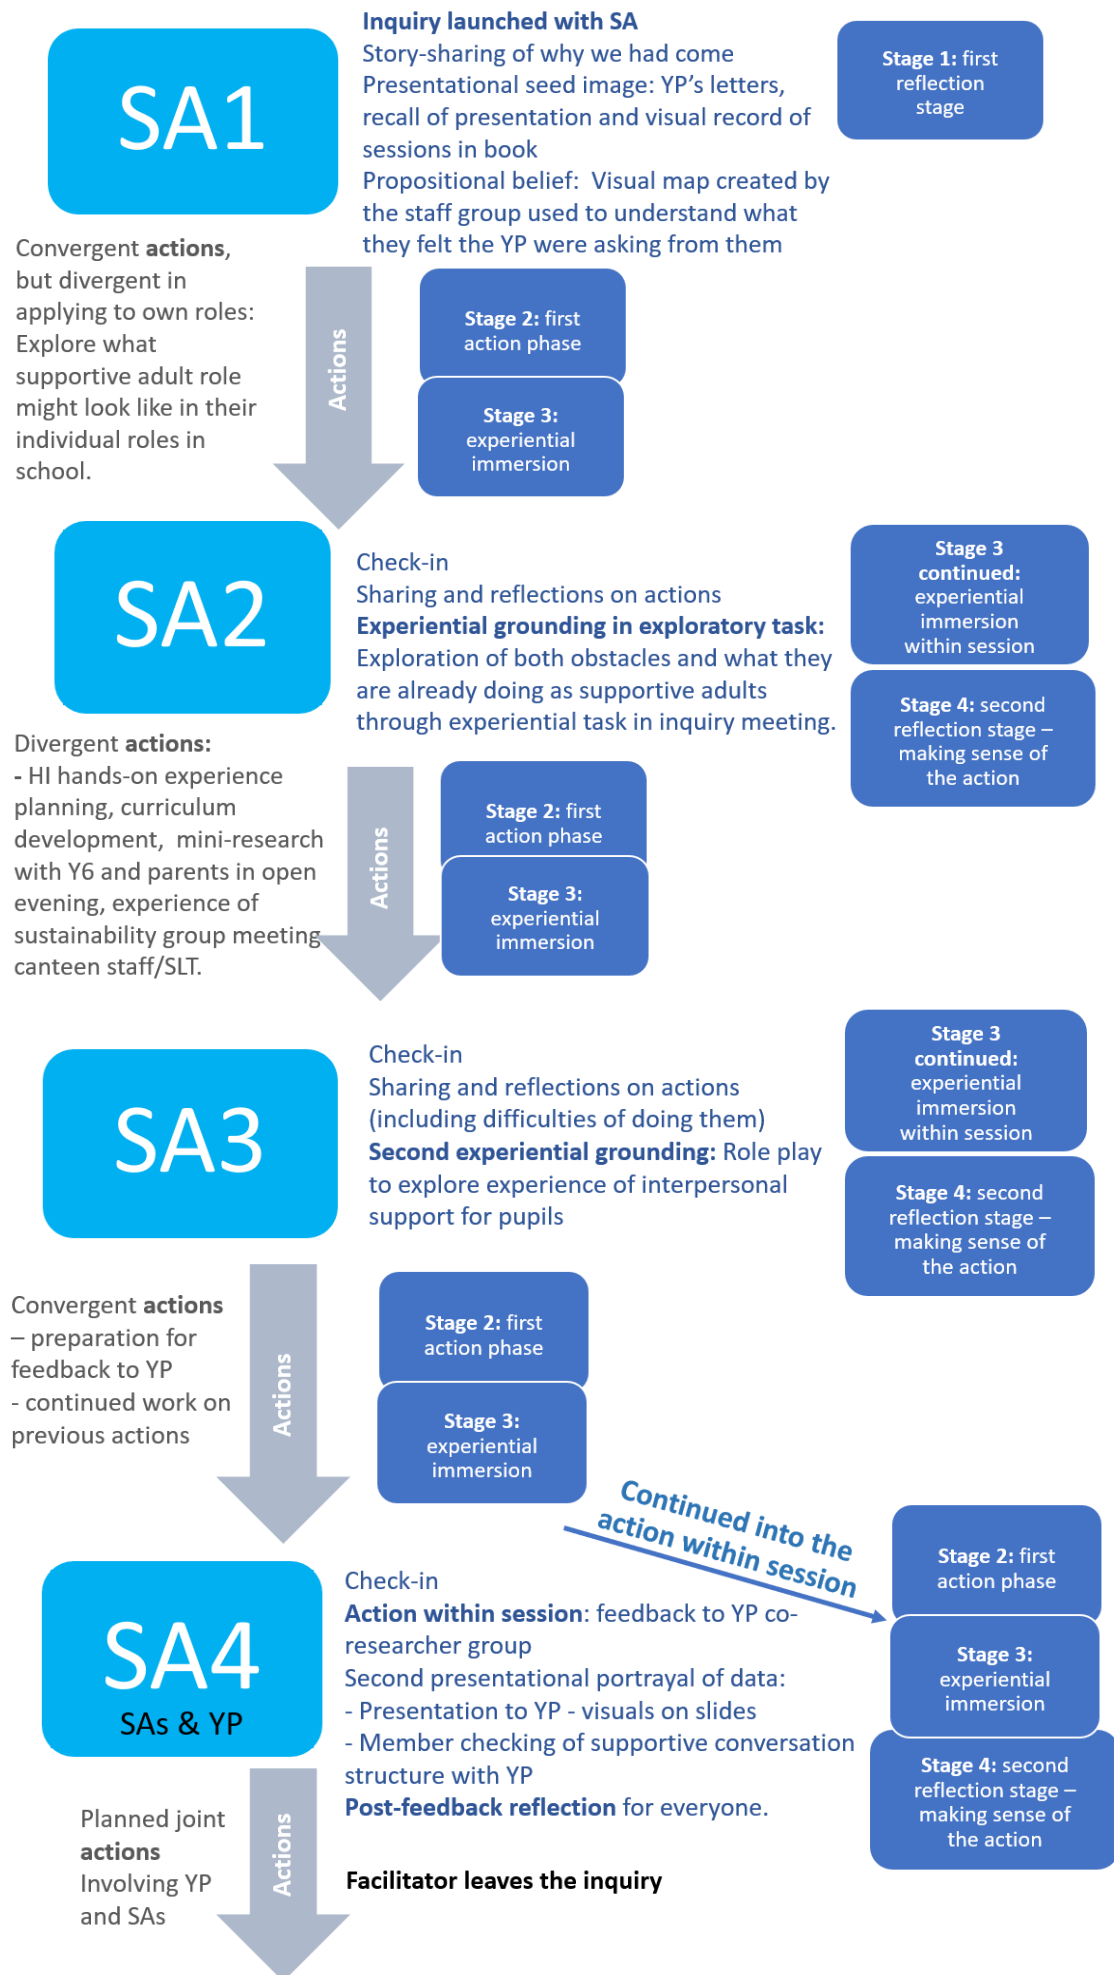 SA1
Inquiry launched with SA
Story-sharing of why we had come
Presentational seed image: YP's letters,
recall of presentation and visual record of
sessions in book
Propositional belief:  Visual map created by
the staff group used to understand what
they felt the YP were asking from them
Stage 1: first
reflection
stage
Convergent actions,
but divergent in
applying to own roles:
Explore what
supportive adult role
might look like in their
individual roles in
school.
Actions
Stage 2: first
action phase
Stage 3:
experiential
immersion
SA2
Check-in
Sharing and reflections on actions
Experiential grounding in exploratory task:
Exploration of both obstacles and what they
are already doing as supportive adults
through experiential task in inquiry meeting.
Stage 3
continued:
experiential
immersion
within session
Stage 4: second
reflection stage –
making sense of
the action
Divergent actions:
- HI hands-on experience
planning, curriculum
development,  mini-research
with Y6 and parents in open
evening, experience of
sustainability group meeting
canteen staff/SLT.
Actions
Stage 2: first
action phase
Stage 3:
experiential
immersion
SA3
Check-in
Sharing and reflections on actions
(including difficulties of doing them)
Second experiential grounding: Role play
to explore experience of interpersonal
support for pupils
Stage 3
continued:
experiential
immersion
within session
Stage 4: second
reflection stage –
making sense of
the action
Convergent actions
– preparation for
feedback to YP
- continued work on
previous actions
Actions
Stage 2: first
action phase
Stage 3:
experiential
immersion
Continued into the
action within session
SA4
SAs & YP
Check-in
Action within session: feedback to YP co-
researcher group
Second presentational portrayal of data:
- Presentation to YP - visuals on slides
- Member checking of supportive conversation
structure with YP
Post-feedback reflection for everyone.
Stage 2: first
action phase
Stage 3:
experiential
immersion
Stage 4: second
reflection stage –
making sense of
the action
Planned joint
actions
Involving YP
and SAs
Actions
Facilitator leaves the inquiry